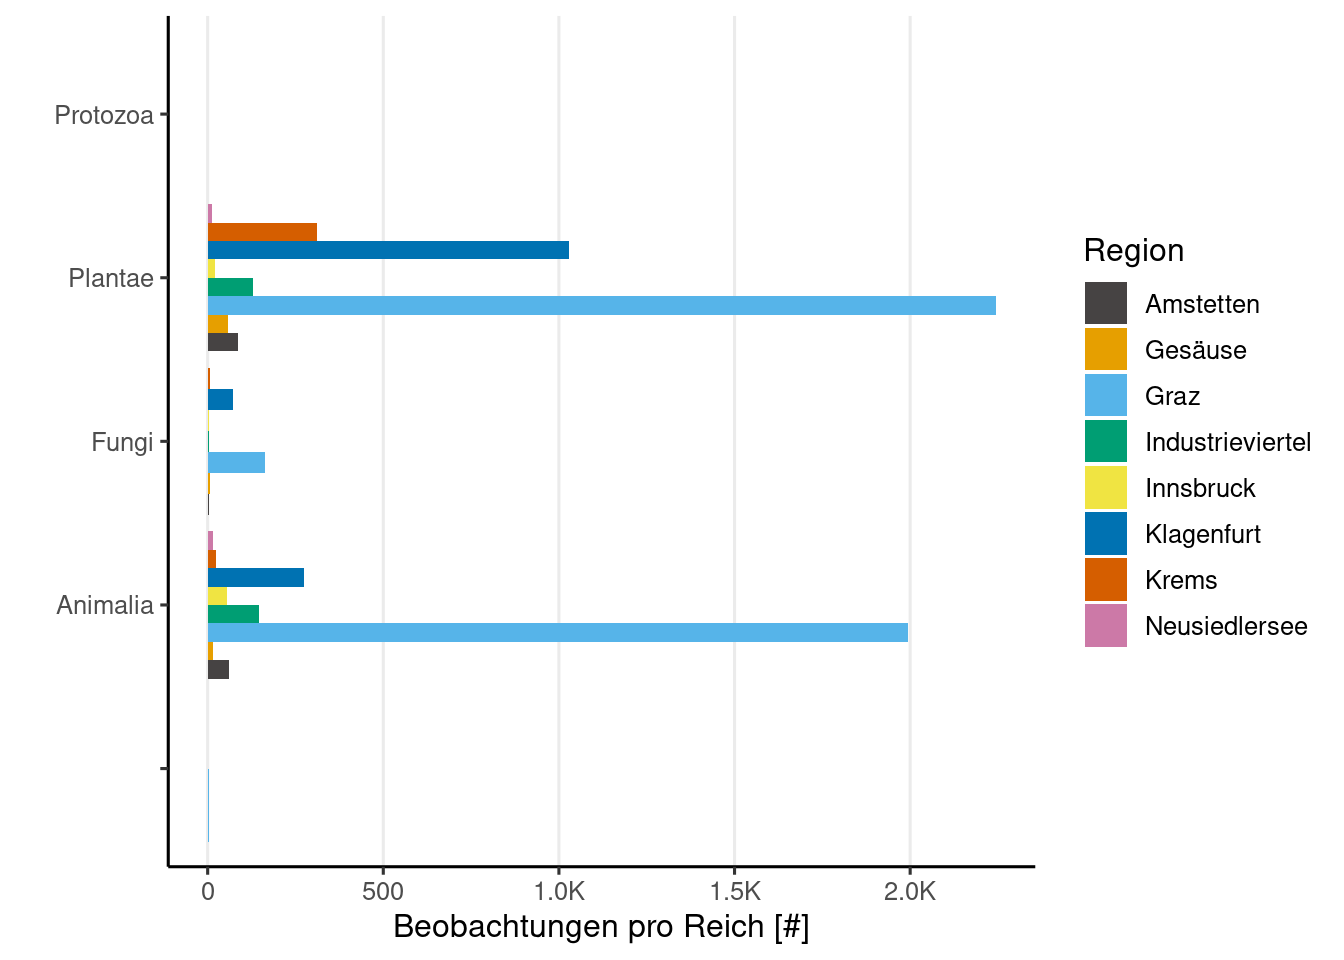 Protozoa
Plantae
Fungi
Animalia
0
500
1.0K
1.5K
2.0K
Beobachtungen pro Reich [#]
Region
Amstetten
Gesäuse
Graz
Industrieviertel
Innsbruck
Klagenfurt
Krems
Neusiedlersee